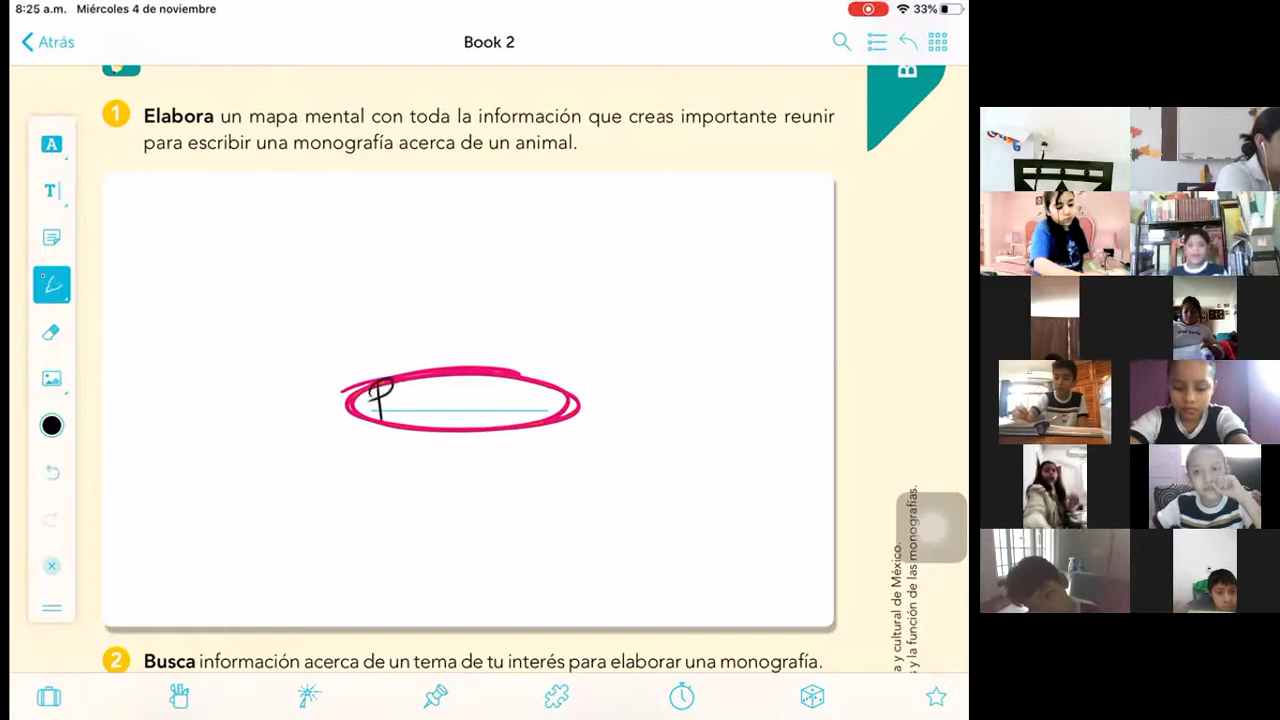 8:25 a.m. Miércoles 4 de noviembre
33%
Atrás
Book 2
B
1 Elabora un mapa mental con toda la información que creas importante reunir
para escribir una monografía acerca de un animal.
A
T
P
a y cultural de México.
y la función de las monografías.
2 Busca información acerca de un tema de tu interés para elaborar una monografía.